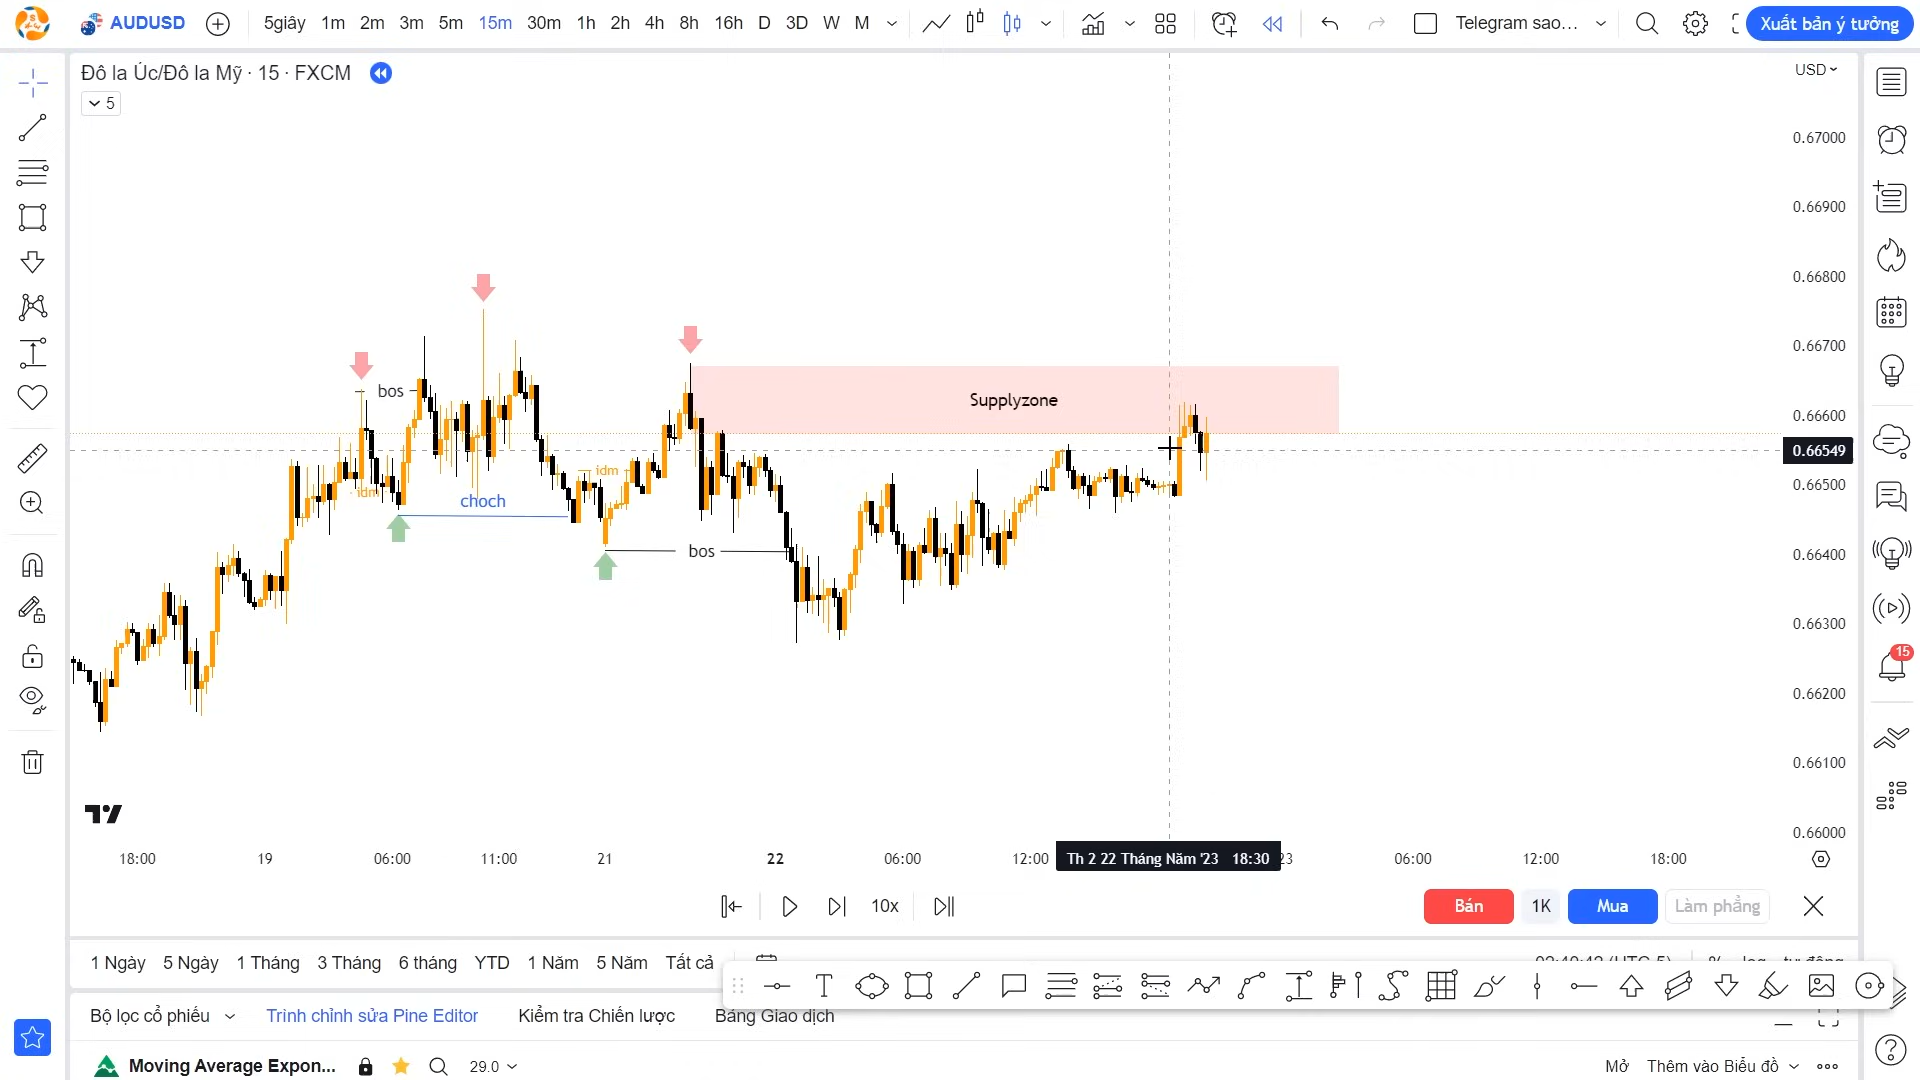 AUDUSD
5giây 1m 2m 3m 5m 15m 30m 1h 2h 4h 8h 16h D 3D W M
Telegram sao...
Xuất bản ý tưởng
Đô la Úc/Đô la Mỹ · 15 · FXCM
5
USD
0.67000
0.66900
0.66800
0.66700
0.66600
0.66549
0.66500
0.66400
0.66300
0.66200
0.66100
0.66000
bos
Supplyzone
idm
idm
choch
bos
15
18:00 19 06:00 11:00 21 22 06:00 12:00 Th 2 22 Tháng Năm '23 18:30 23 06:00 12:00 18:00
10x
Bán 1K Mua Làm phẳng
1 Ngày 5 Ngày 1 Tháng 3 Tháng 6 tháng YTD 1 Năm 5 Năm Tất cả
Bộ lọc cổ phiếu Trình chỉnh sửa Pine Editor Kiểm tra Chiến lược Bảng Giao dịch
Moving Average Expon... 29.0 Mở Thêm vào Biểu đồ